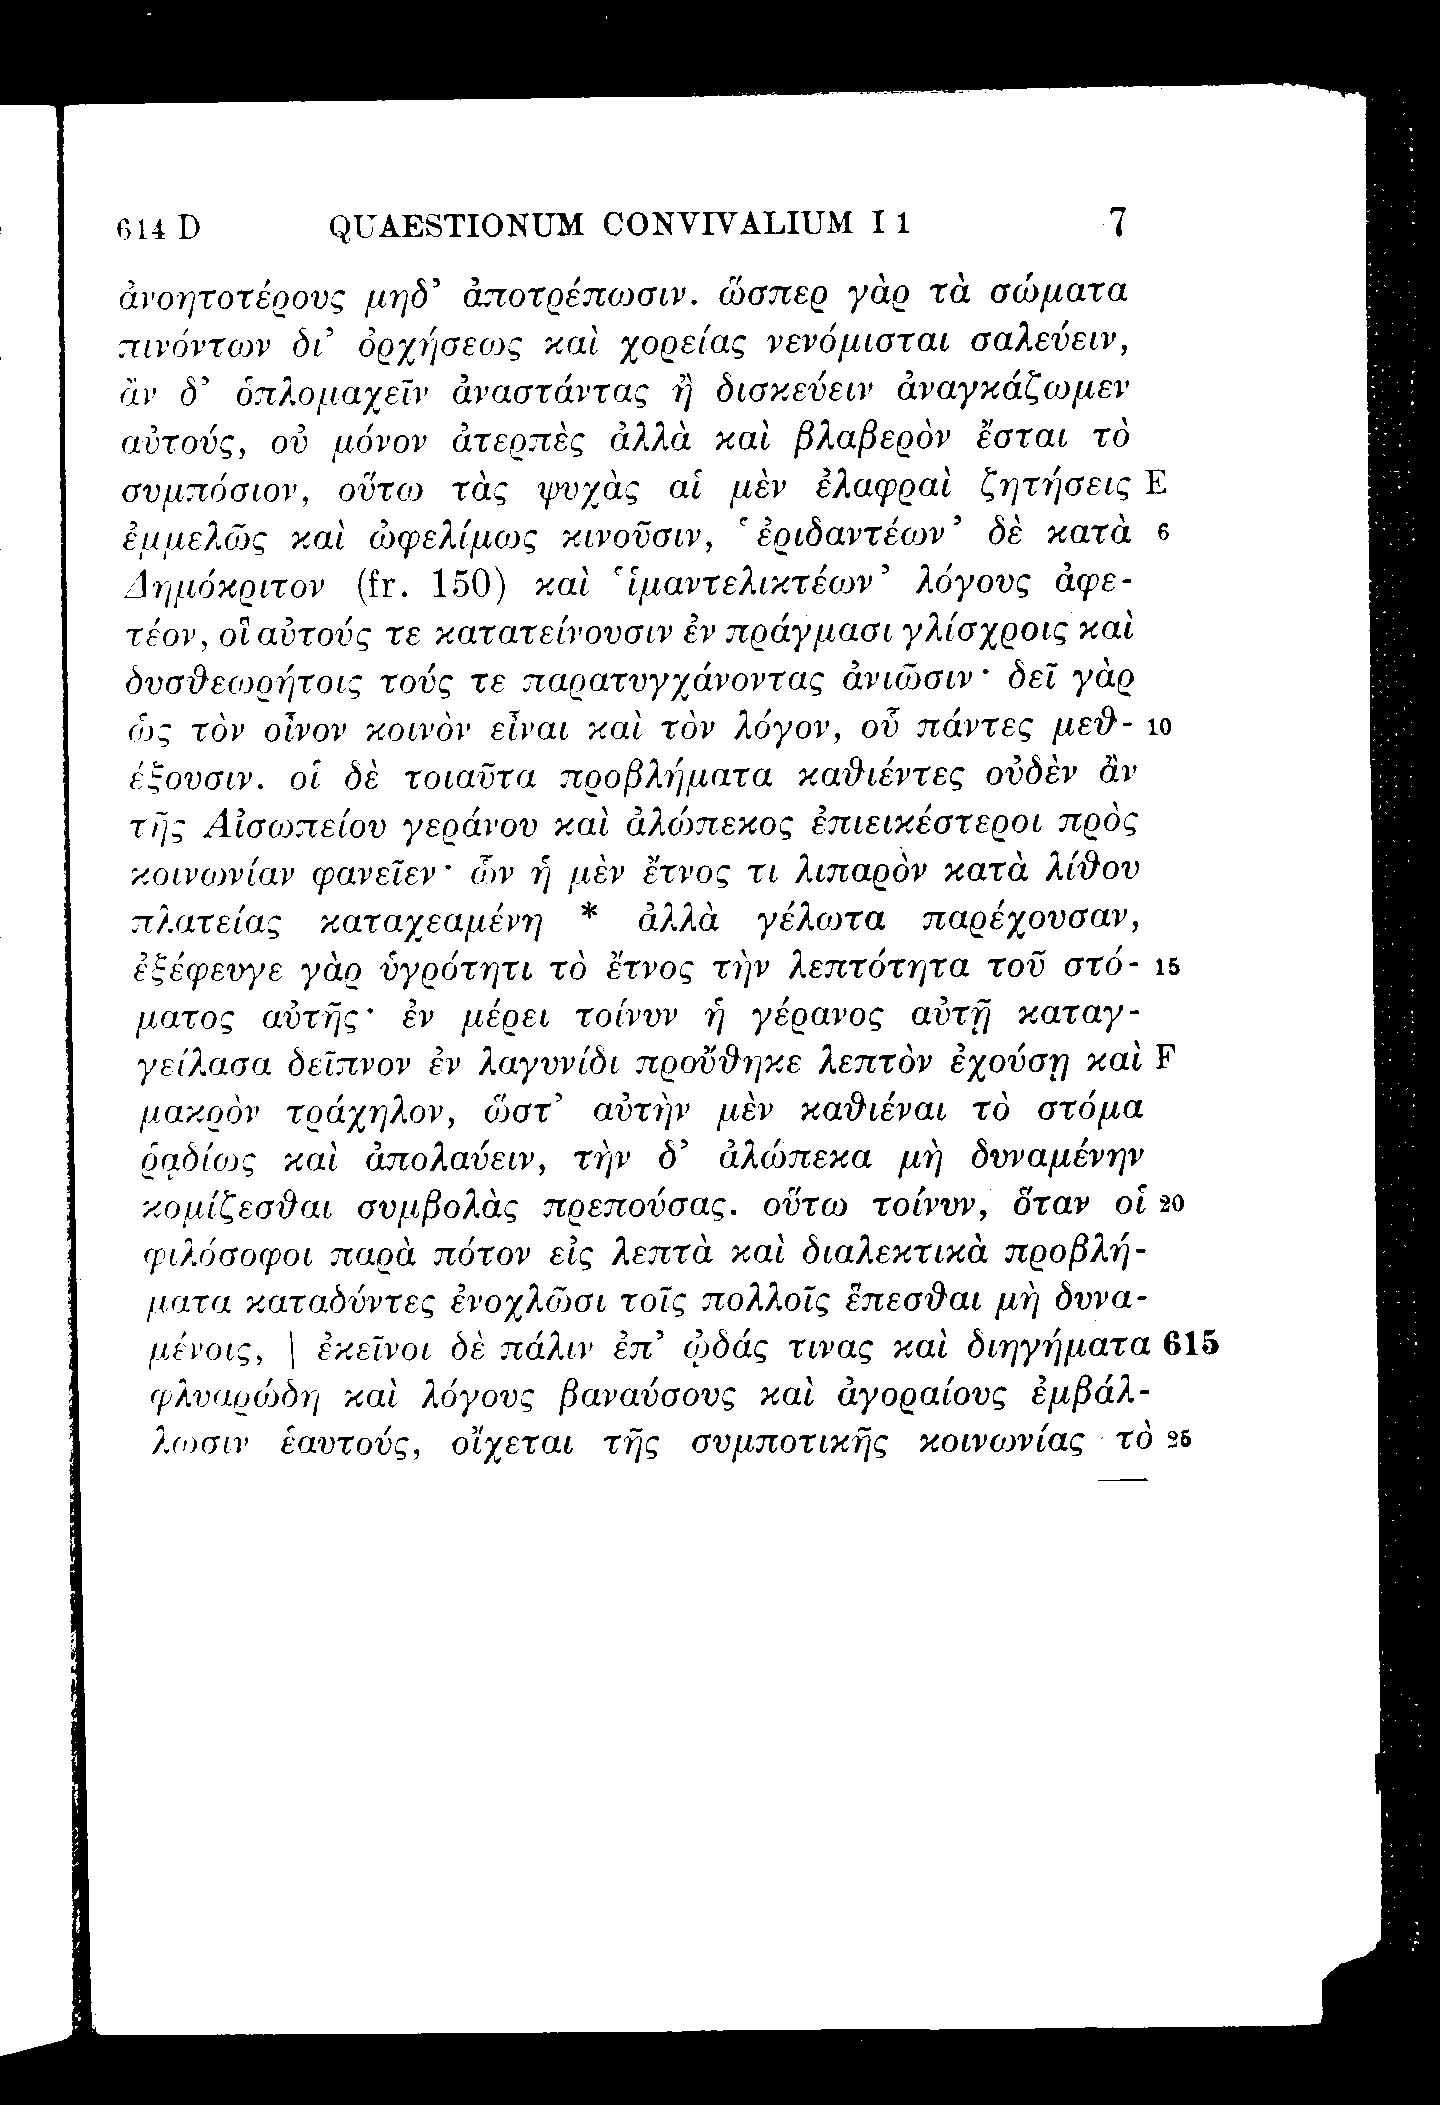 614 D QUAESTIONUM CONVIVALIUM I 1 7
ἀνοητοτέρους μηδ’ ἀποτρέπωσιν. ὥσπερ γὰρ τὰ σώματα
πινόντων δι’ ὀρχήσεως καὶ χορείας νενόμισται σαλεύειν,
ἂν δ’ ὁπλομαχεῖν ἀναστάντας ἢ δισκεύειν ἀναγκάζωμεν
αὐτούς, οὐ μόνον ἀτερπὲς ἀλλὰ καὶ βλαβερὸν ἔσται τὸ
συμπόσιον, οὕτω τὰς ψυχὰς αἱ μὲν ἐλαφραὶ ζητήσεις E
ἐμμελῶς καὶ ὠφελίμως κινοῦσιν, ‘ἐριδαντέων’ δὲ κατὰ 6
Δημόκριτον (fr. 150) καὶ ‘ἱμαντελικτέων’ λόγους ἀφε-
τέον, οἳ αὐτούς τε κατατείνουσιν ἐν πράγμασι γλίσχροις καὶ
δυσθεωρήτοις τούς τε παρατυγχάνοντας ἀνιῶσιν· δεῖ γὰρ
ὡς τὸν οἶνον κοινὸν εἶναι καὶ τὸν λόγον, οὗ πάντες μεθ- 10
έξουσιν. οἱ δὲ τοιαῦτα προβλήματα καθιέντες οὐδὲν ἂν
τῆς Αἰσωπείου γεράνου καὶ ἀλώπεκος ἐπιεικέστεροι πρὸς
κοινωνίαν φανεῖεν· ὧν ἡ μὲν ἔτνος τι λιπαρὸν κατὰ λίθου
πλατείας καταχεαμένη * ἀλλὰ γέλωτα παρέχουσαν,
ἐξέφευγε γὰρ ὑγρότητι τὸ ἔτνος τὴν λεπτότητα τοῦ στό- 15
ματος αὐτῆς· ἐν μέρει τοίνυν ἡ γέρανος αὐτῇ καταγ-
γείλασα δεῖπνον ἐν λαγυνίδι προὔθηκε λεπτὸν ἐχούσῃ καὶ F
μακρὸν τράχηλον, ὥστ’ αὐτὴν μὲν καθιέναι τὸ στόμα
ῥᾳδίως καὶ ἀπολαύειν, τὴν δ’ ἀλώπεκα μὴ δυναμένην
κομίζεσθαι συμβολὰς πρεπούσας. οὕτω τοίνυν, ὅταν οἱ 20
φιλόσοφοι παρὰ πότον εἰς λεπτὰ καὶ διαλεκτικὰ προβλή-
ματα καταδύντες ἐνοχλῶσι τοῖς πολλοῖς ἕπεσθαι μὴ δυνα-
μένοις, | ἐκεῖνοι δὲ πάλιν ἐπ’ ᾠδάς τινας καὶ διηγήματα 615
φλυαρώδη καὶ λόγους βαναύσους καὶ ἀγοραίους ἐμβάλ-
λωσιν ἑαυτούς, οἴχεται τῆς συμποτικῆς κοινωνίας τὸ 25